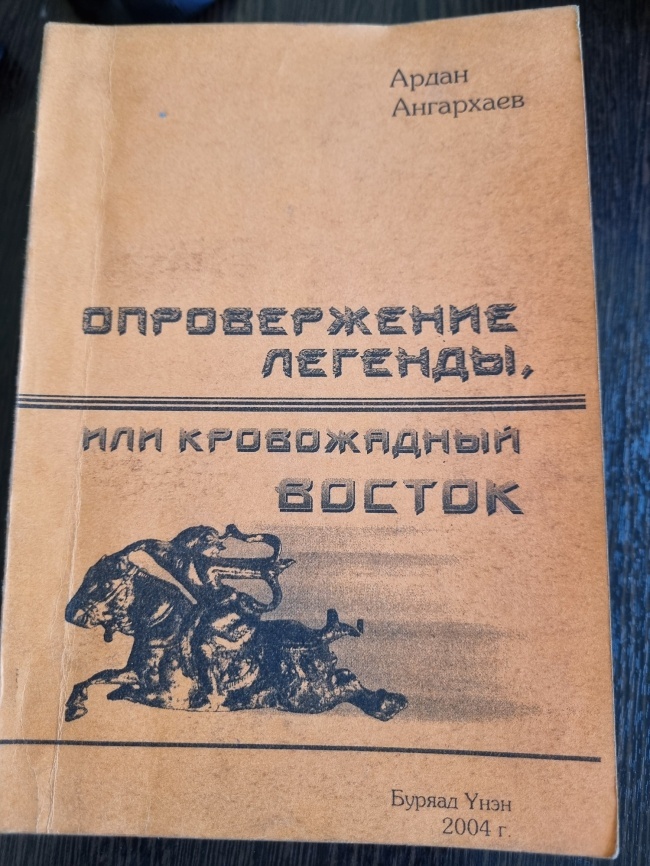 Ардан
Ангархаев
ОПРОВЕРЖЕНИЕ
ЛЕГЕНДЫ,
ИЛИ КРОВОЖАДНЫЙ
ВОСТОК
Буряад Үнэн
2004 г.